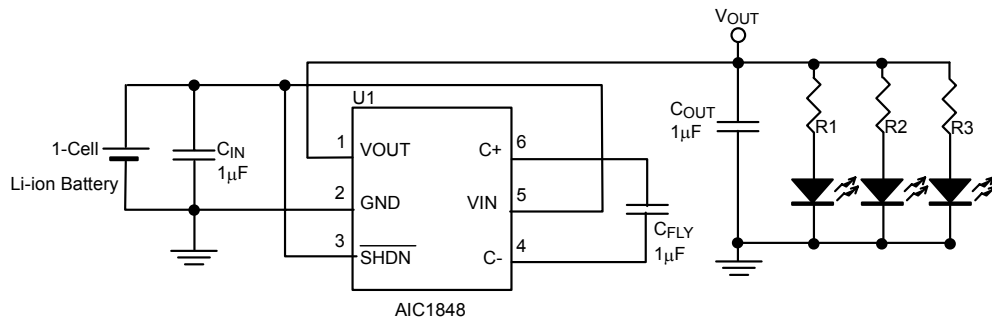 VOUT
U1
1-Cell
Li-ion Battery
CIN
1μF
1
VOUT
2
GND
3
SHDN
C+
6
VIN
5
C-
4
CFLY
1μF
COUT
1μF
R1
R2
R3
AIC1848